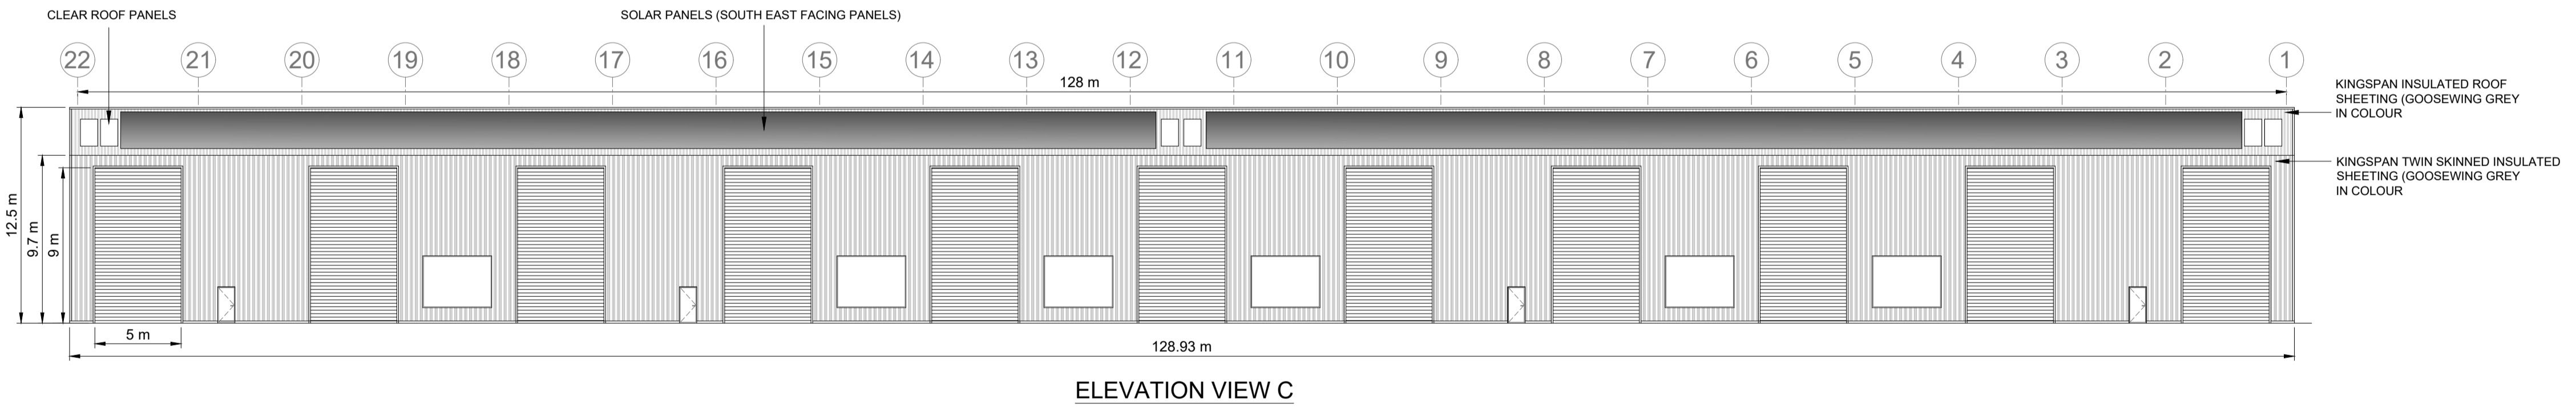 CLEAR ROOF PANELS
SOLAR PANELS (SOUTH EAST FACING PANELS)
22 21 20 19 18 17 16 15 14 13 12 11 10 9 8 7 6 5 4 3 2 1
128 m
KINGSPAN INSULATED ROOF
SHEETING (GOOSEWING GREY
IN COLOUR
KINGSPAN TWIN SKINNED INSULATED
SHEETING (GOOSEWING GREY
IN COLOUR
12.5 m
9.7 m
9 m
5 m
128.93 m
ELEVATION VIEW C